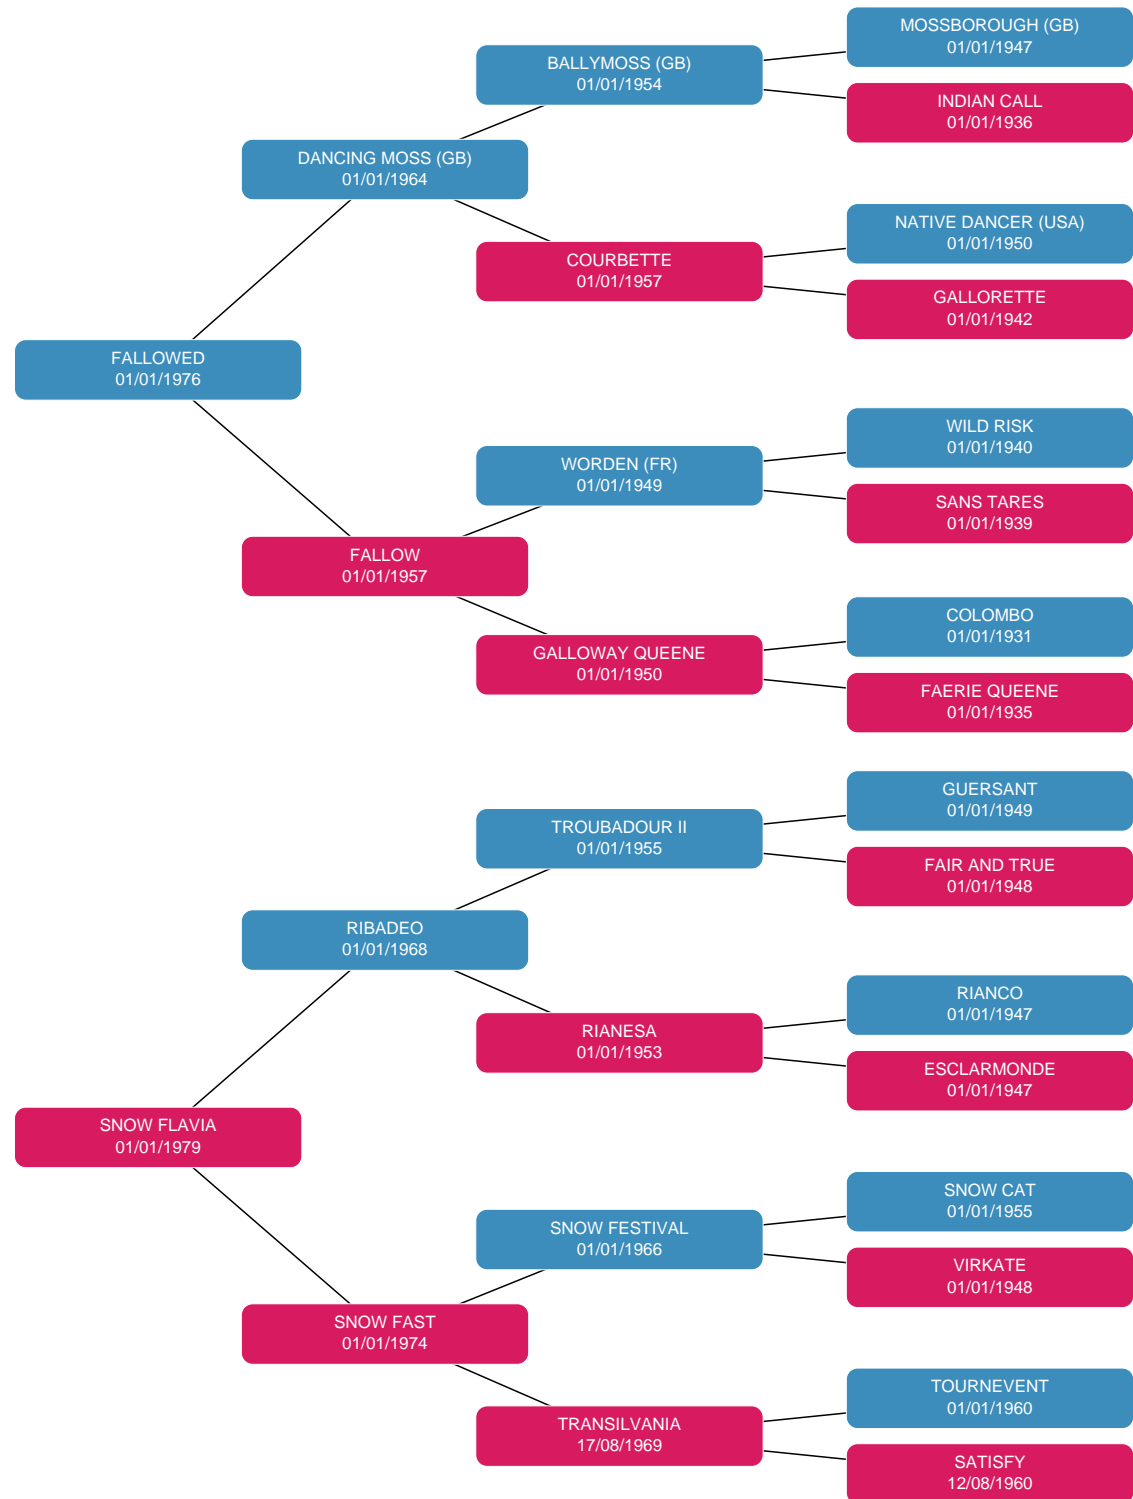 MOSSBOROUGH (GB)
01/01/1947
BALLYMOSS (GB)
01/01/1954
INDIAN CALL
01/01/1936
DANCING MOSS (GB)
01/01/1964
NATIVE DANCER (USA)
01/01/1950
COURBETTE
01/01/1957
GALLORETTE
01/01/1942
FALLOWED
01/01/1976
WILD RISK
01/01/1940
WORDEN (FR)
01/01/1949
SANS TARES
01/01/1939
FALLOW
01/01/1957
COLOMBO
01/01/1931
GALLOWAY QUEENE
01/01/1950
FAERIE QUEENE
01/01/1935
GUERSANT
01/01/1949
TROUBADOUR II
01/01/1955
FAIR AND TRUE
01/01/1948
RIBADEO
01/01/1968
RIANCO
01/01/1947
RIANESA
01/01/1953
ESCLARMONDE
01/01/1947
SNOW FLAVIA
01/01/1979
SNOW CAT
01/01/1955
SNOW FESTIVAL
01/01/1966
VIRKATE
01/01/1948
SNOW FAST
01/01/1974
TOURNEVENT
01/01/1960
TRANSILVANIA
17/08/1969
SATISFY
12/08/1960